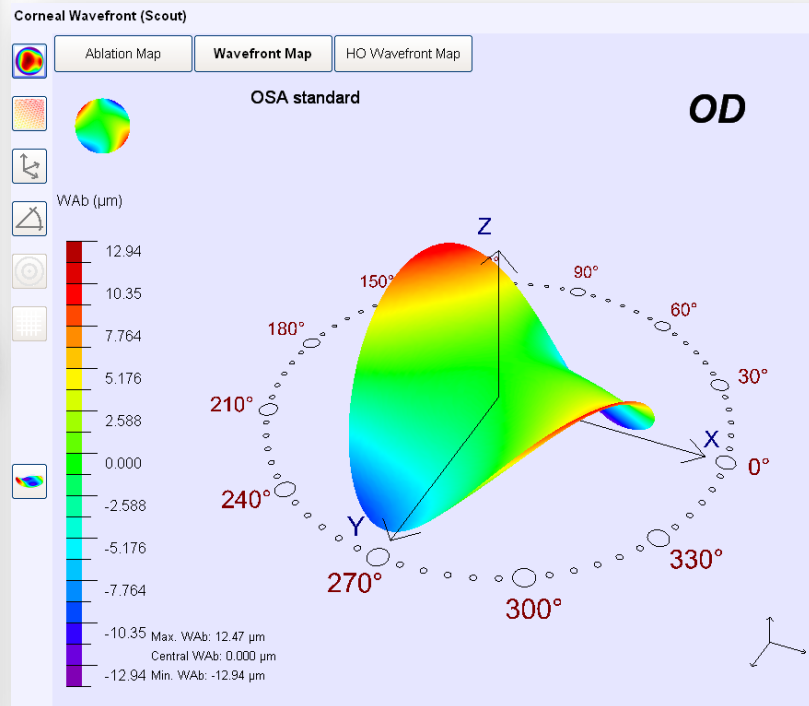 Corneal Wavefront (Scout)
Ablation Map
Wavefront Map
HO Wavefront Map
OSA standard
OD
WAb (µm)
12.94
10.35
7.764
5.176
2.588
0.000
-2.588
-5.176
-7.764
-10.35
-12.94
Z
90°
150°
60°
180°
30°
210°
X
0°
240°
Y
270°
330°
300°
Max. WAb: 12.47 µm
Central WAb: 0.000 µm
Min. WAb: -12.94 µm